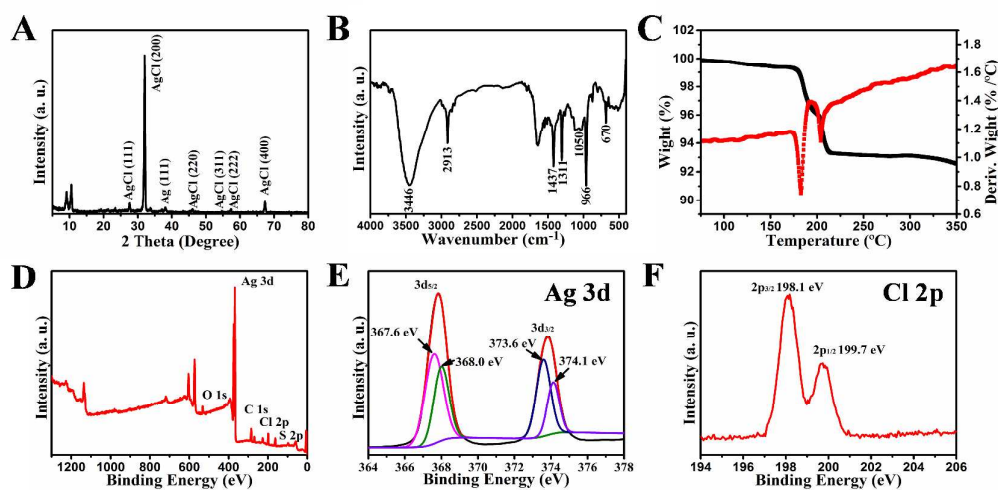 A
Intensity (a. u.)
AgCl (111)
AgCl (200)
Ag (111)
AgCl (220)
AgCl (311)
AgCl (222)
AgCl (400)
5 10 20 30 40 50 60 70 80
2 Theta (Degree)
B
Intensity (a. u.)
3446
2913
1437
1311
1050
966
670
4000 3500 3000 2500 2000 1500 1000 500
Wavenumber (cm-1)
C
Wight (%)
102
100
98
96
94
92
90
1.8
1.6
1.4
1.2
1.0
0.8
0.6
Deriv. Wight (% /°C)
100 150 200 250 300 350
Temperature (°C)
D
Intensity (a. u.)
Ag 3d
O 1s
C 1s
Cl 2p
S 2p
1200 1000 800 600 400 200 0
Binding Energy (eV)
E
Ag 3d
Intensity (a. u.)
3d5/2
367.6 eV
368.0 eV
3d3/2
373.6 eV
374.1 eV
364 366 368 370 372 374 376 378
Binding Energy (eV)
F
Cl 2p
Intensity (a. u.)
2p3/2 198.1 eV
2p1/2 199.7 eV
194 196 198 200 202 204 206
Binding Energy (eV)